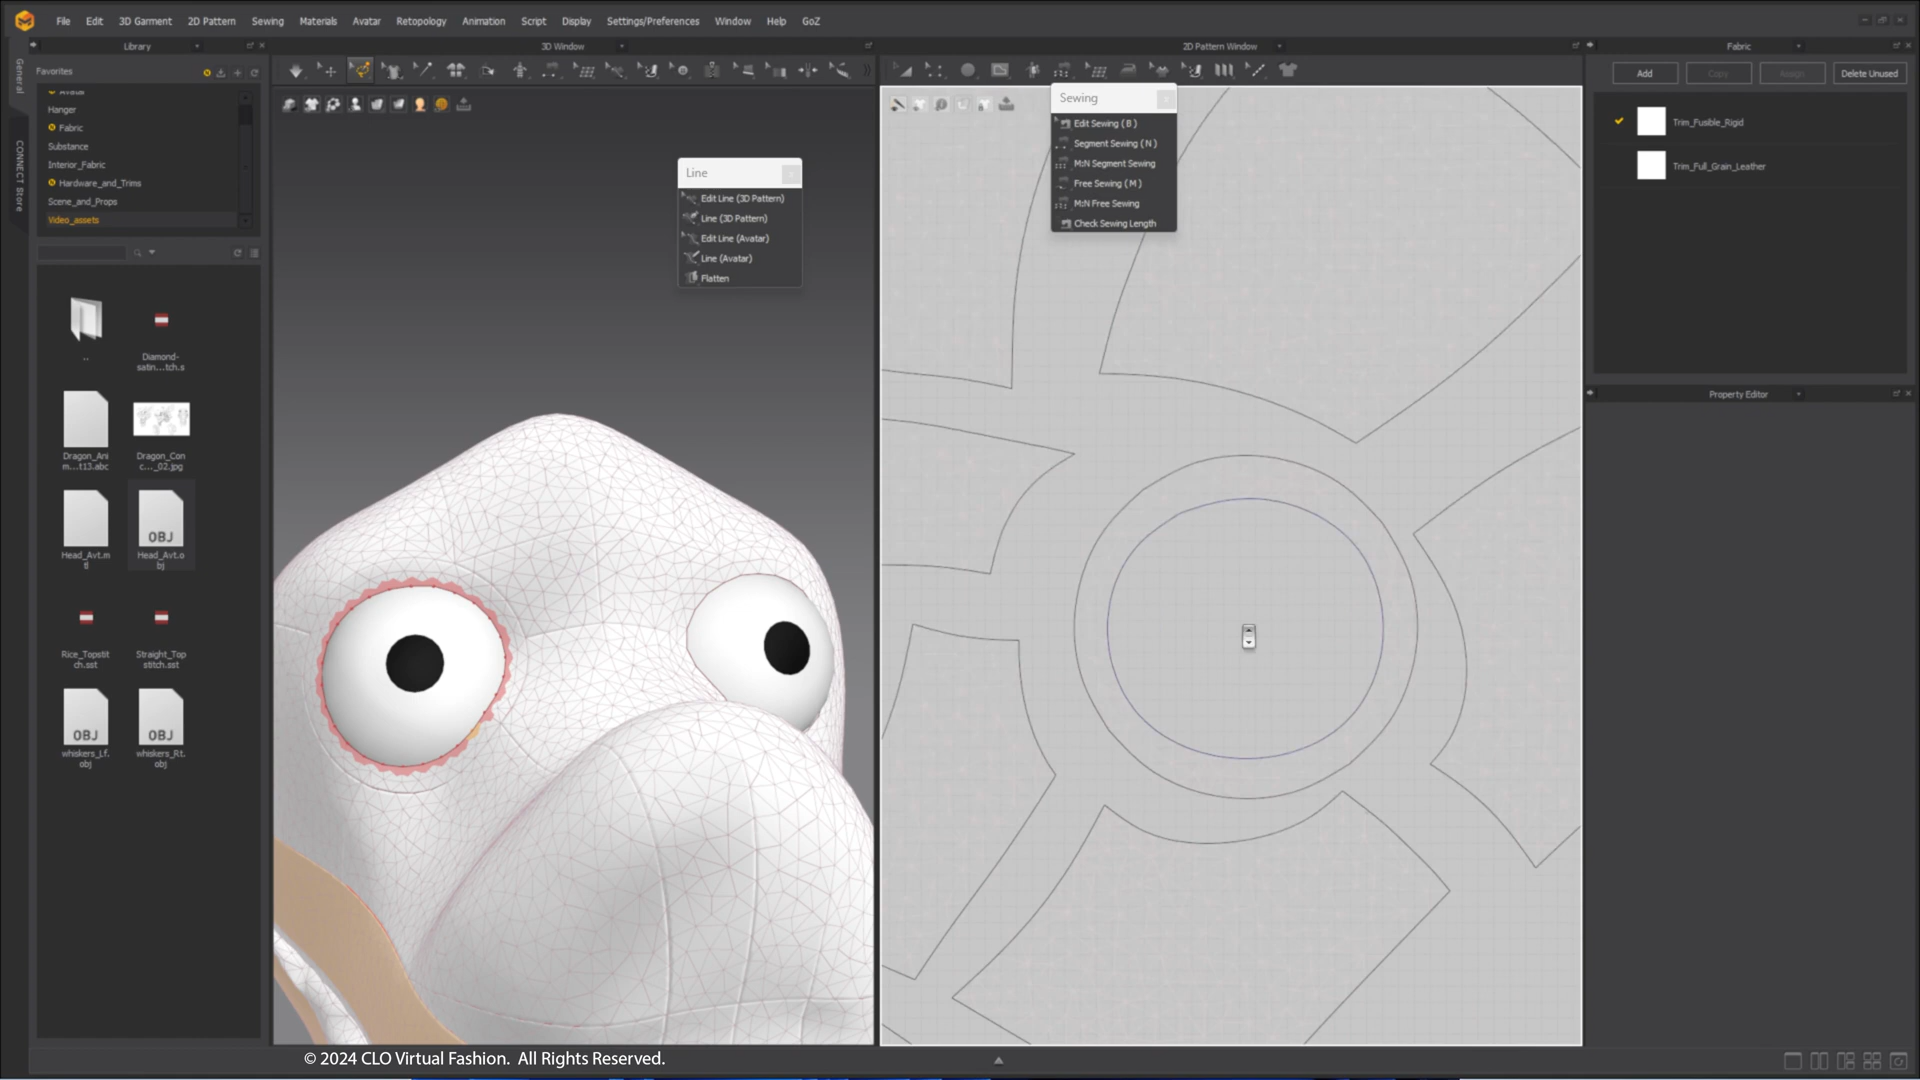 File Edit 3D Garment 2D Pattern Sewing Materials Avatar Retopology Animation Script Display Settings/Preferences Window Help GoZ
Library
3D Window
2D Pattern Window
Fabric
General
CONNECT Store
Favorites
Avatar
Hanger
Fabric
Substance
Interior_Fabric
Hardware_and_Trims
Scene_and_Props
Video_assets
..
Diamond-
satin...tch.s
Dragon_Ani
m...t13.abc
Dragon_Con
c..._02.jpg
OBJ
Head_Avt.m
tl
Head_Avt.o
bj
Rice_Topstit
ch.sst
Straight_Top
stitch.sst
OBJ
OBJ
whiskers_Lf.
obj
whiskers_Rt.
obj
Line
Edit Line (3D Pattern)
Line (3D Pattern)
Edit Line (Avatar)
Line (Avatar)
Flatten
Sewing
Edit Sewing ( B )
Segment Sewing ( N )
M:N Segment Sewing
Free Sewing ( M )
M:N Free Sewing
Check Sewing Length
Add Copy Assign Delete Unused
Trim_Fusible_Rigid
Trim_Full_Grain_Leather
Property Editor
© 2024 CLO Virtual Fashion. All Rights Reserved.